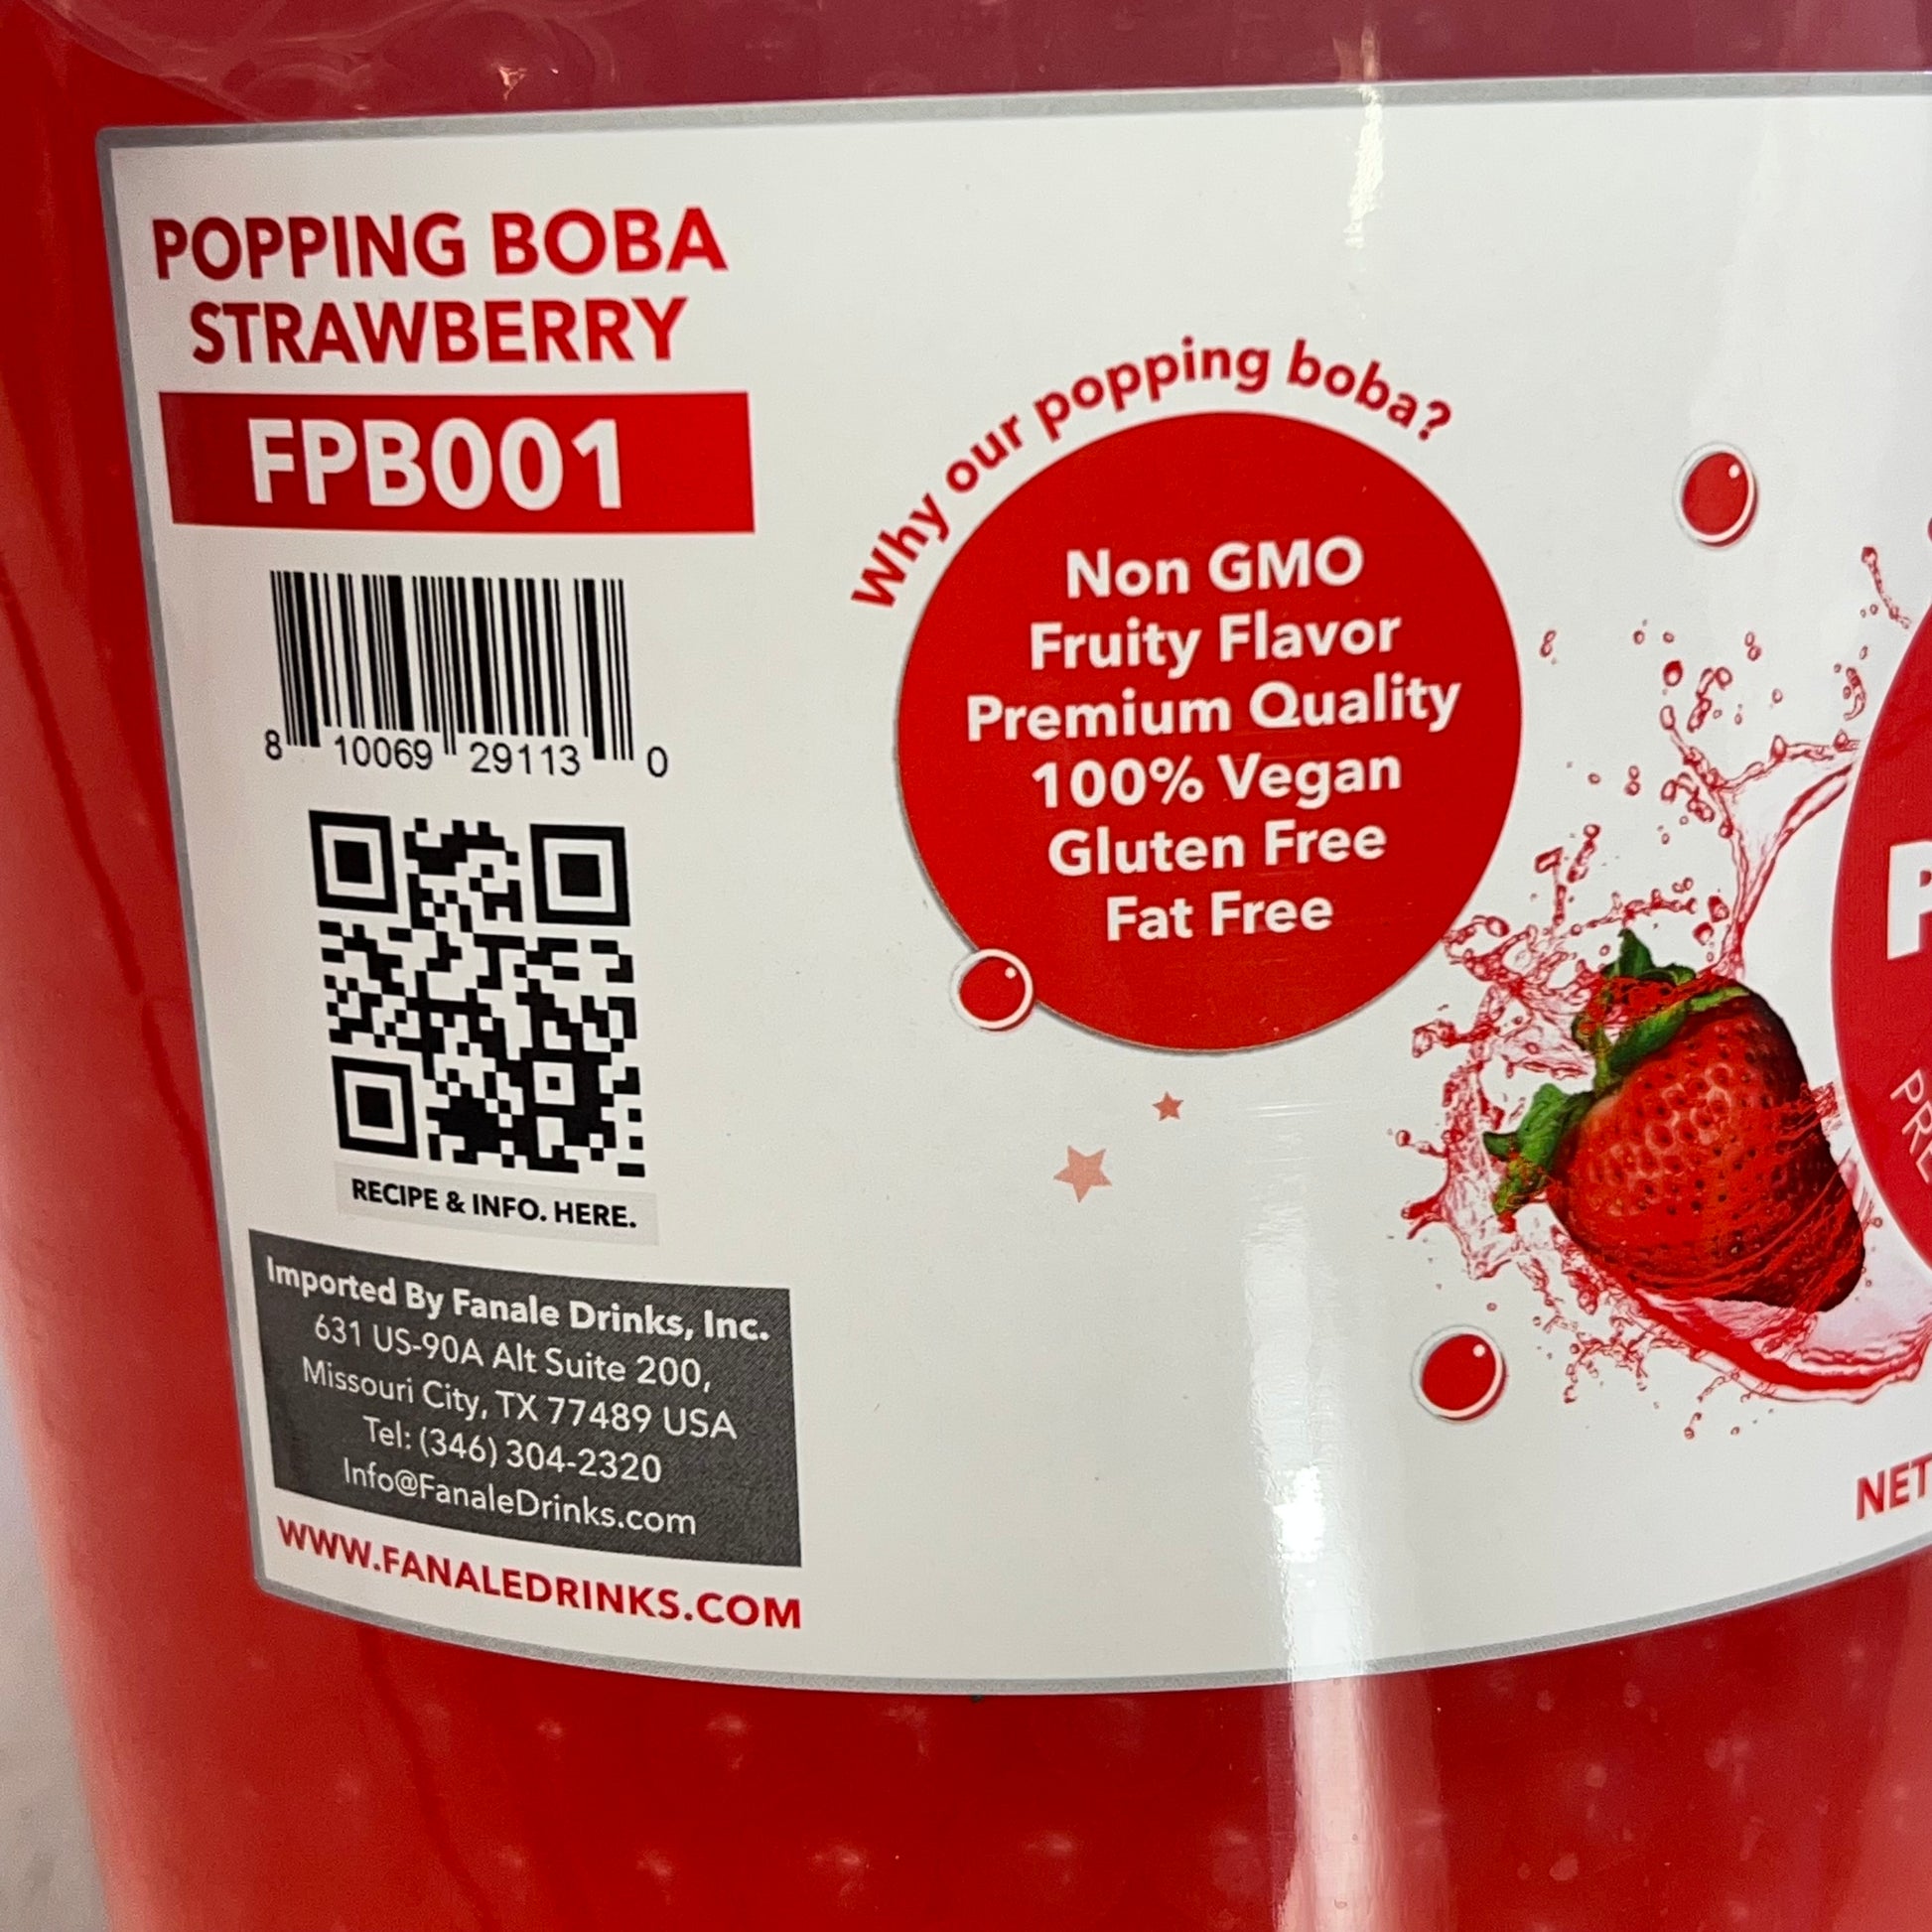 POPPING BOBA
STRAWBERRY
FPB001
8 10069 29113 0
RECIPE & INFO. HERE.
Imported By Fanale Drinks, Inc.
631 US-90A Alt Suite 200,
Missouri City, TX 77489 USA
Tel: (346) 304-2320
Info@FanaleDrinks.com
WWW.FANALEDRINKS.COM
Why our popping boba?
Non GMO
Fruity Flavor
Premium Quality
100% Vegan
Gluten Free
Fat Free
P
PRE
NET